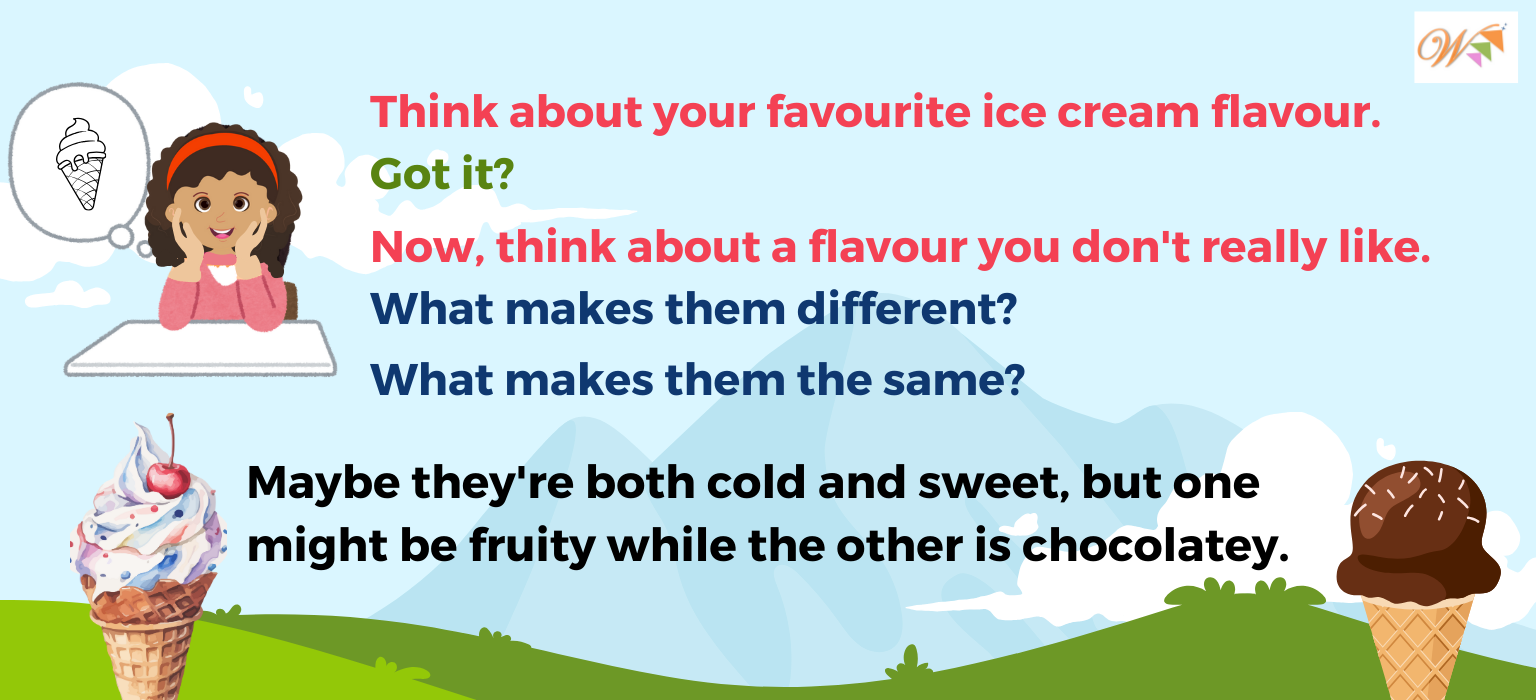 W
Think about your favourite ice cream flavour.
Got it?
Now, think about a flavour you don't really like.
What makes them different?
What makes them the same?
Maybe they're both cold and sweet, but one
might be fruity while the other is chocolatey.